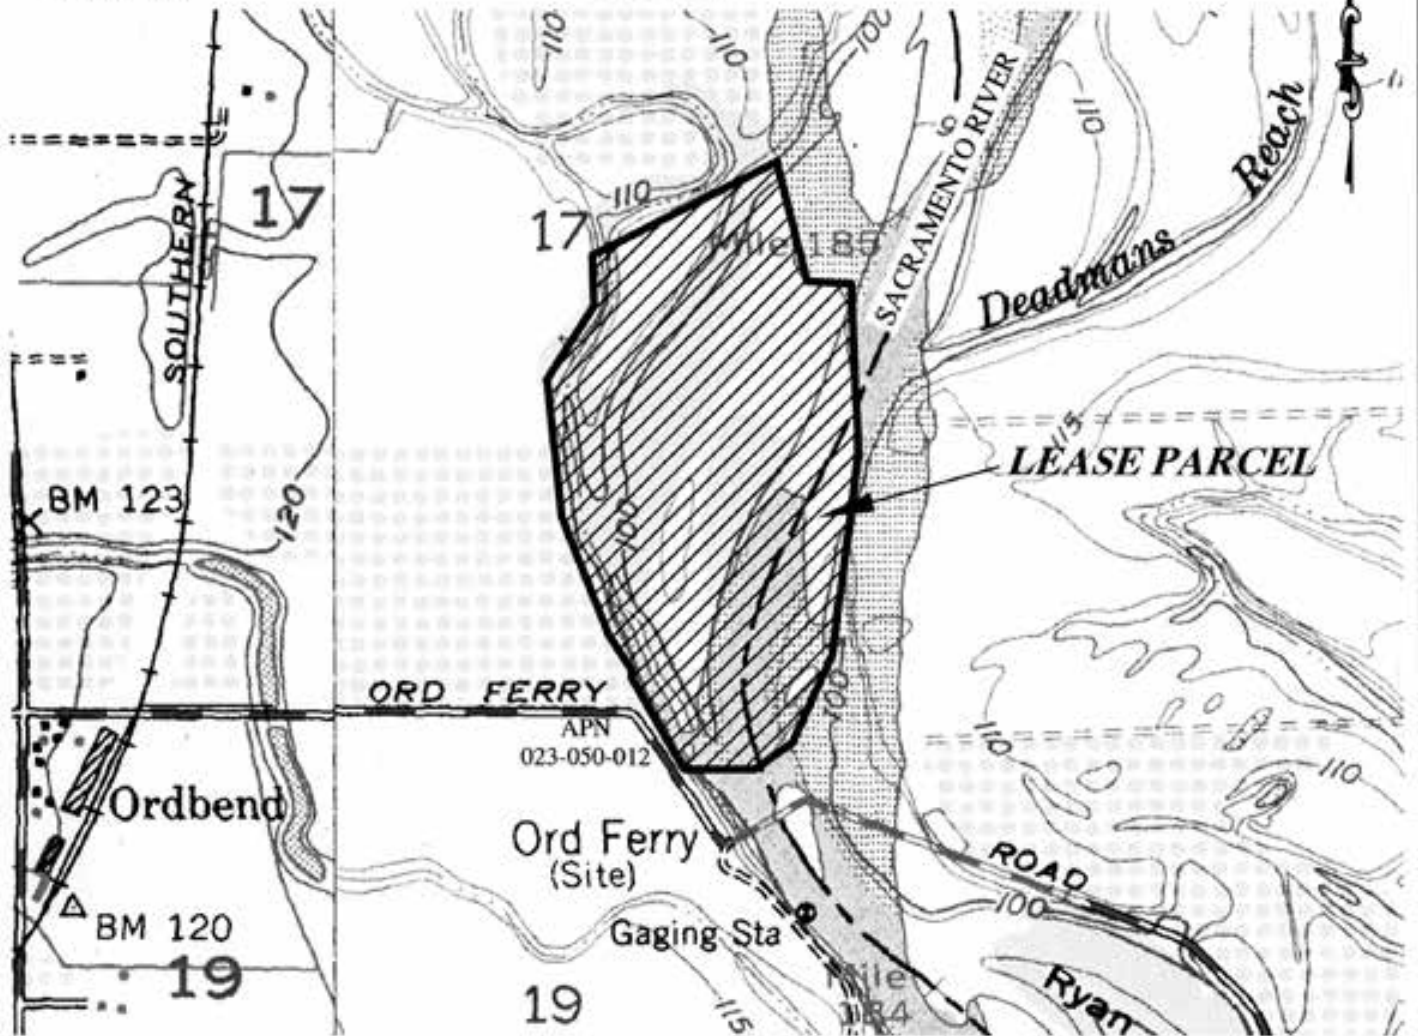 110
110
100
110
SACRAMENTO RIVER
Deadmans Reach
SOUTHERN
17
17
110
Mile 185
115
LEASE PARCEL
BM 123
120
100
100
ORD FERRY
APN
023-050-012
110
110
Ordbend
Ord Ferry
(Site)
ROAD
100
BM 120
Gaging Sta
19
19
Mile
184
Ryan
115